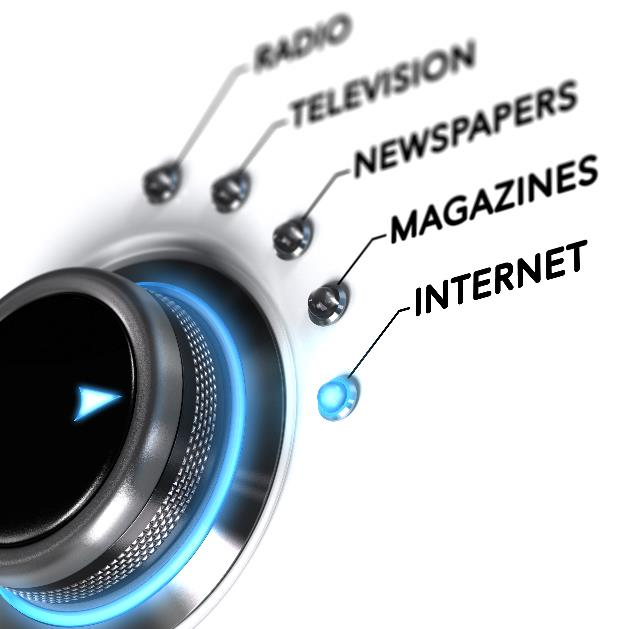 RADIO
TELEVISION
NEWSPAPERS
MAGAZINES
INTERNET